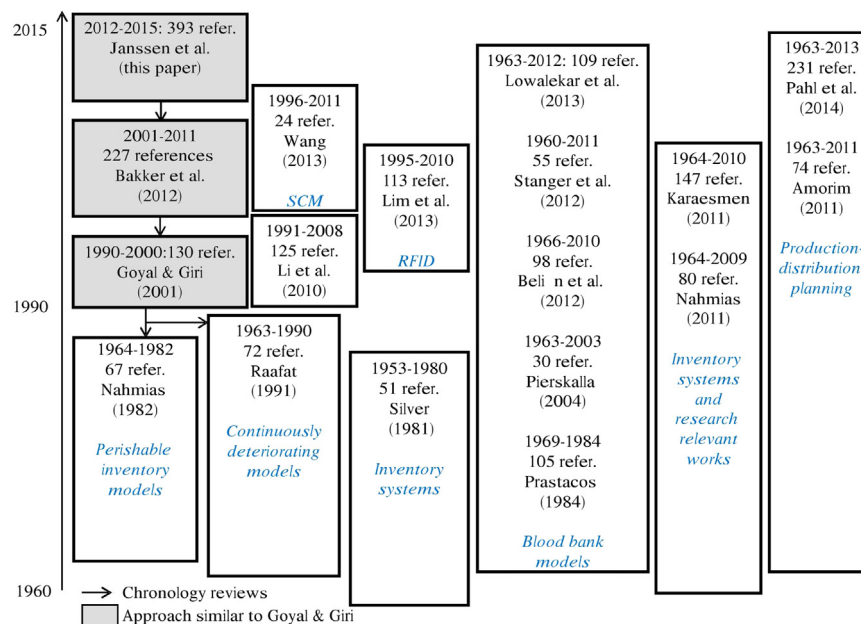 2015
2012-2015: 393 refer.
Janssen et al.
(this paper)
2001-2011
227 references
Bakker et al.
(2012)
1990-2000:130 refer.
Goyal & Giri
(2001)
1990
1964-1982
67 refer.
Nahmias
(1982)
Perishable
inventory
models
1963-1990
72 refer.
Raafat
(1991)
Continuously
deteriorating
models
1996-2011
24 refer.
Wang
(2013)
SCM
1991-2008
125 refer.
Li et al.
(2010)
1995-2010
113 refer.
Lim et al.
(2013)
RFID
1953-1980
51 refer.
Silver
(1981)
Inventory
systems
1963-2012: 109 refer.
Lowalekar et al.
(2013)
1960-2011
55 refer.
Stanger et al.
(2012)
1966-2010
98 refer.
Beli n et al.
(2012)
1963-2003
30 refer.
Pierskalla
(2004)
1969-1984
105 refer.
Prastacos
(1984)
Blood bank
models
1964-2010
147 refer.
Karaesmen
(2011)
1964-2009
80 refer.
Nahmias
(2011)
Inventory
systems
and
research
relevant
works
1963-2013
231 refer.
Pahl et al.
(2014)
1963-2011
74 refer.
Amorim
(2011)
Production-
distribution
planning
1960
Chronology reviews
Approach similar to Goyal & Giri